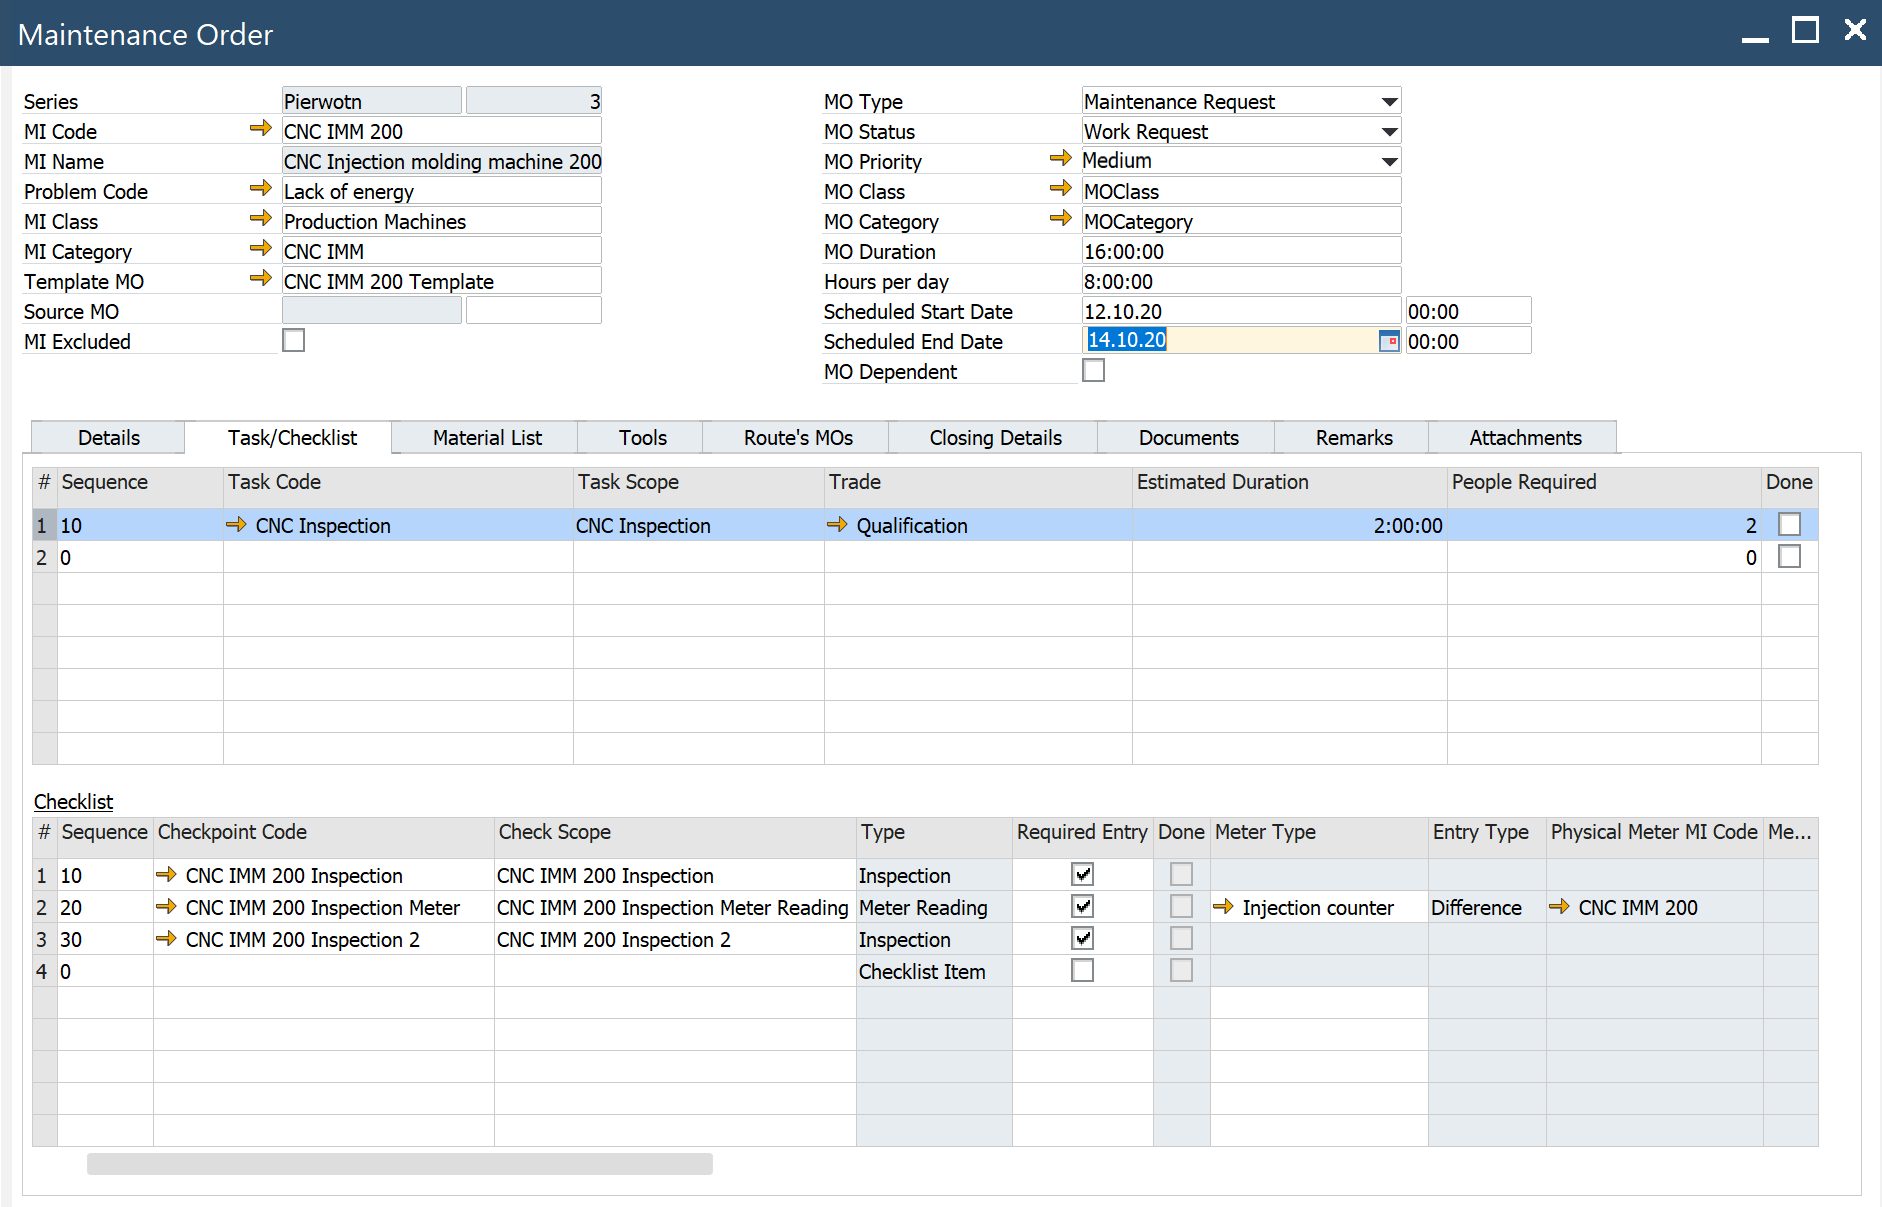 Maintenance Order
Series Pierwotn 3
MI Code CNC IMM 200
MI Name CNC Injection molding machine 200
Problem Code Lack of energy
MI Class Production Machines
MI Category CNC IMM
Template MO CNC IMM 200 Template
Source MO
MI Excluded
MO Type Maintenance Request
MO Status Work Request
MO Priority Medium
MO Class MOClass
MO Category MOCategory
MO Duration 16:00:00
Hours per day 8:00:00
Scheduled Start Date 12.10.20 00:00
Scheduled End Date 14.10.20 00:00
MO Dependent
Details Task/Checklist Material List Tools Route's MOs Closing Details Documents Remarks Attachments
# Sequence Task Code Task Scope Trade Estimated Duration People Required Done
1 10 CNC Inspection CNC Inspection Qualification 2:00:00 2
2 0 0
Checklist
# Sequence Checkpoint Code Check Scope Type Required Entry Done Meter Type Entry Type Physical Meter MI Code Me...
1 10 CNC IMM 200 Inspection CNC IMM 200 Inspection Inspection
2 20 CNC IMM 200 Inspection Meter CNC IMM 200 Inspection Meter Reading Meter Reading Injection counter Difference CNC IMM 200
3 30 CNC IMM 200 Inspection 2 CNC IMM 200 Inspection 2 Inspection
4 0 Checklist Item